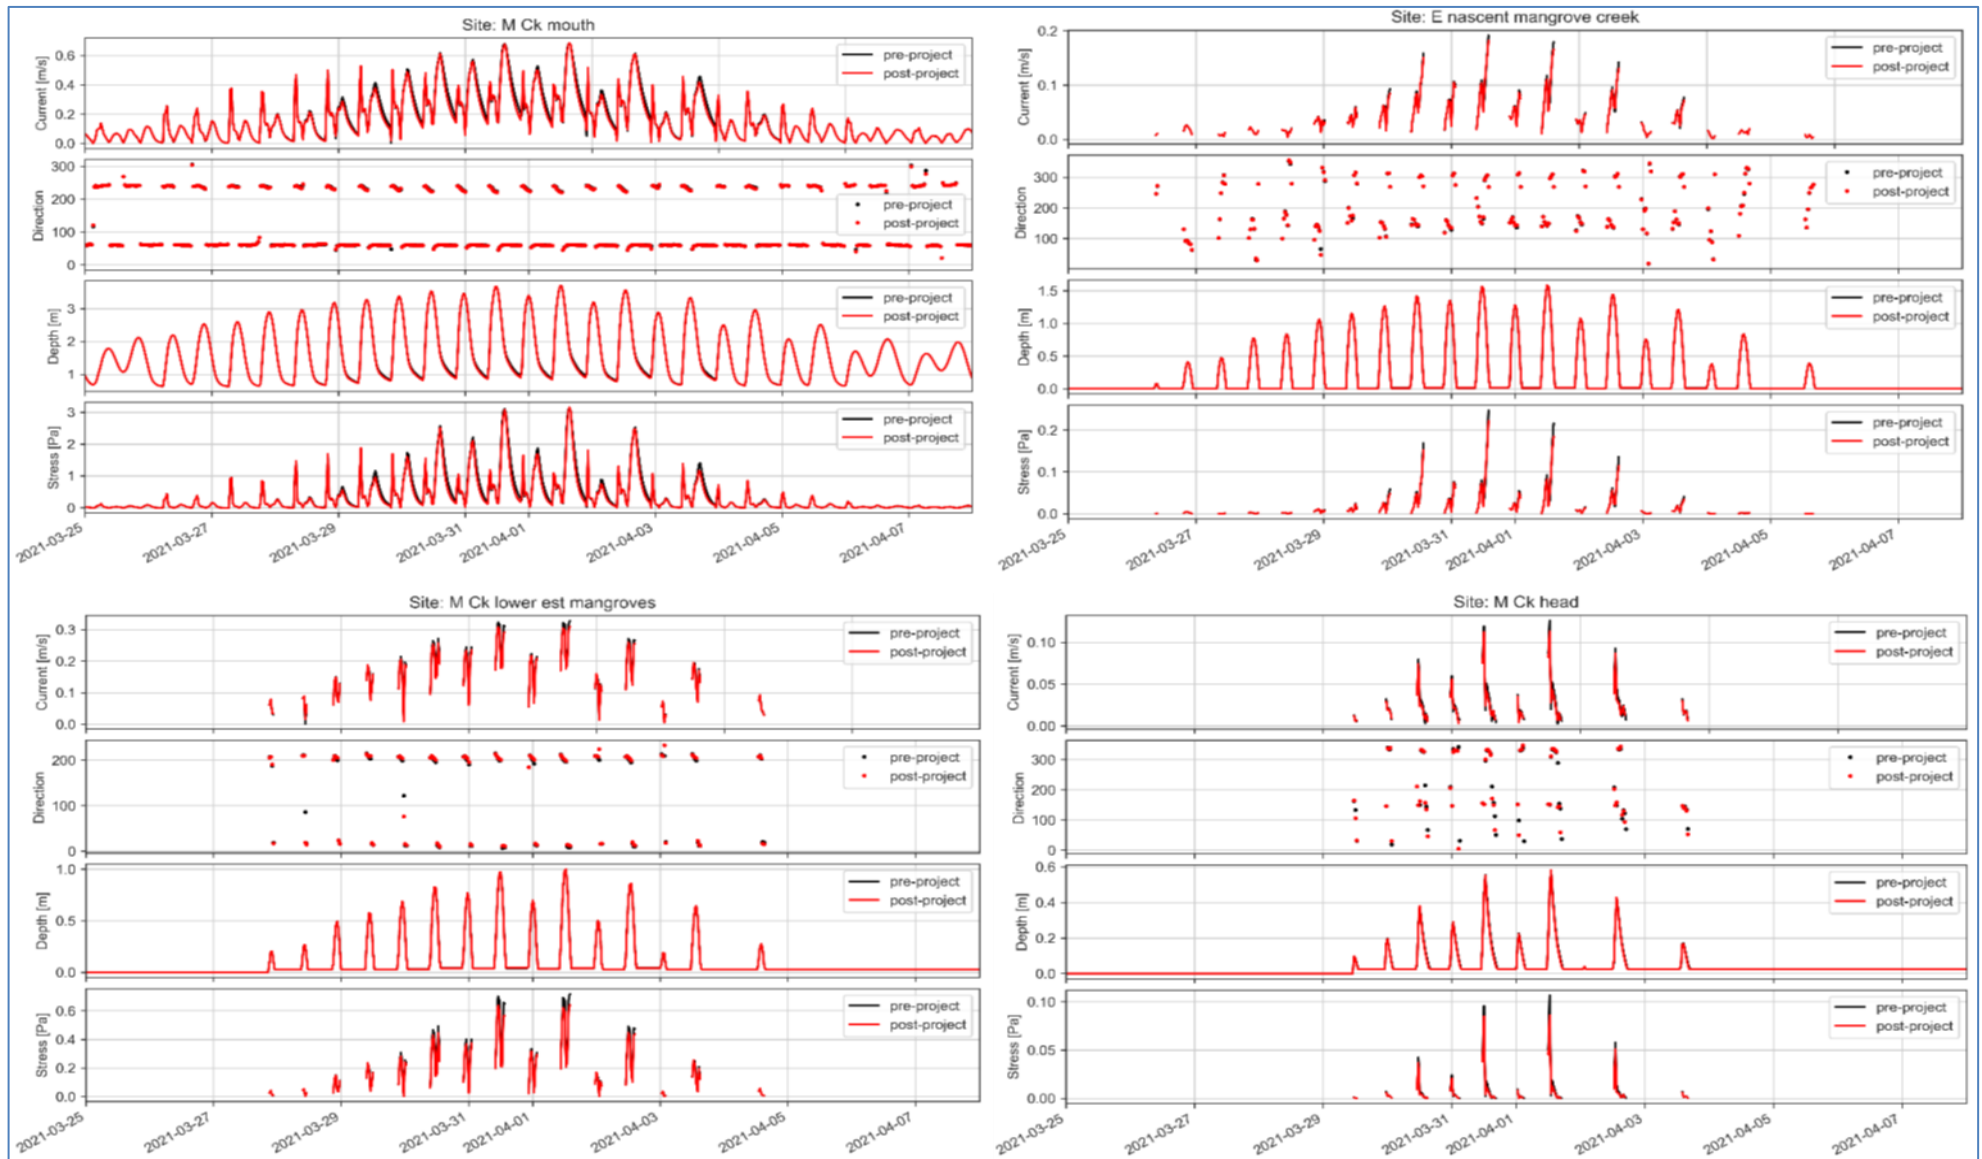 Site: M Ck mouth
Current [m/s]
0.6
0.4
0.2
0.0
pre-project
post-project
Direction
300
200
100
0
pre-project
post-project
Depth [m]
3
2
1
pre-project
post-project
Stress [Pa]
3
2
1
0
pre-project
post-project
2021-03-25
2021-03-27
2021-03-29
2021-03-31
2021-04-01
2021-04-03
2021-04-05
2021-04-07
Site: E nascent mangrove creek
Current [m/s]
0.2
0.1
0.0
pre-project
post-project
Direction
300
200
100
pre-project
post-project
Depth [m]
1.5
1.0
0.5
0.0
pre-project
post-project
Stress [Pa]
0.2
0.1
0.0
pre-project
post-project
2021-03-25
2021-03-27
2021-03-29
2021-03-31
2021-04-01
2021-04-03
2021-04-05
2021-04-07
Site: M Ck lower est mangroves
Current [m/s]
0.3
0.2
0.1
0.0
pre-project
post-project
Direction
200
100
0
pre-project
post-project
Depth [m]
1.0
0.5
0.0
pre-project
post-project
Stress [Pa]
0.6
0.4
0.2
0.0
pre-project
post-project
2021-03-25
2021-03-27
2021-03-29
2021-03-31
2021-04-01
2021-04-03
2021-04-05
2021-04-07
Site: M Ck head
Current [m/s]
0.10
0.05
0.00
pre-project
post-project
Direction
300
200
100
0
pre-project
post-project
Depth [m]
0.6
0.4
0.2
0.0
pre-project
post-project
Stress [Pa]
0.10
0.05
0.00
pre-project
post-project
2021-03-25
2021-03-27
2021-03-29
2021-03-31
2021-04-01
2021-04-03
2021-04-05
2021-04-07